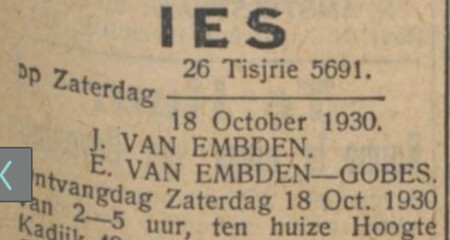 IES
op Zaterdag 26 Tisjrie 5691.
18 October 1930.
J. VAN EMBDEN.
E. VAN EMBDEN—GOBES.
Ontvangdag Zaterdag 18 Oct. 1930
van 2—5 uur, ten huize Hoogte
Kadijk